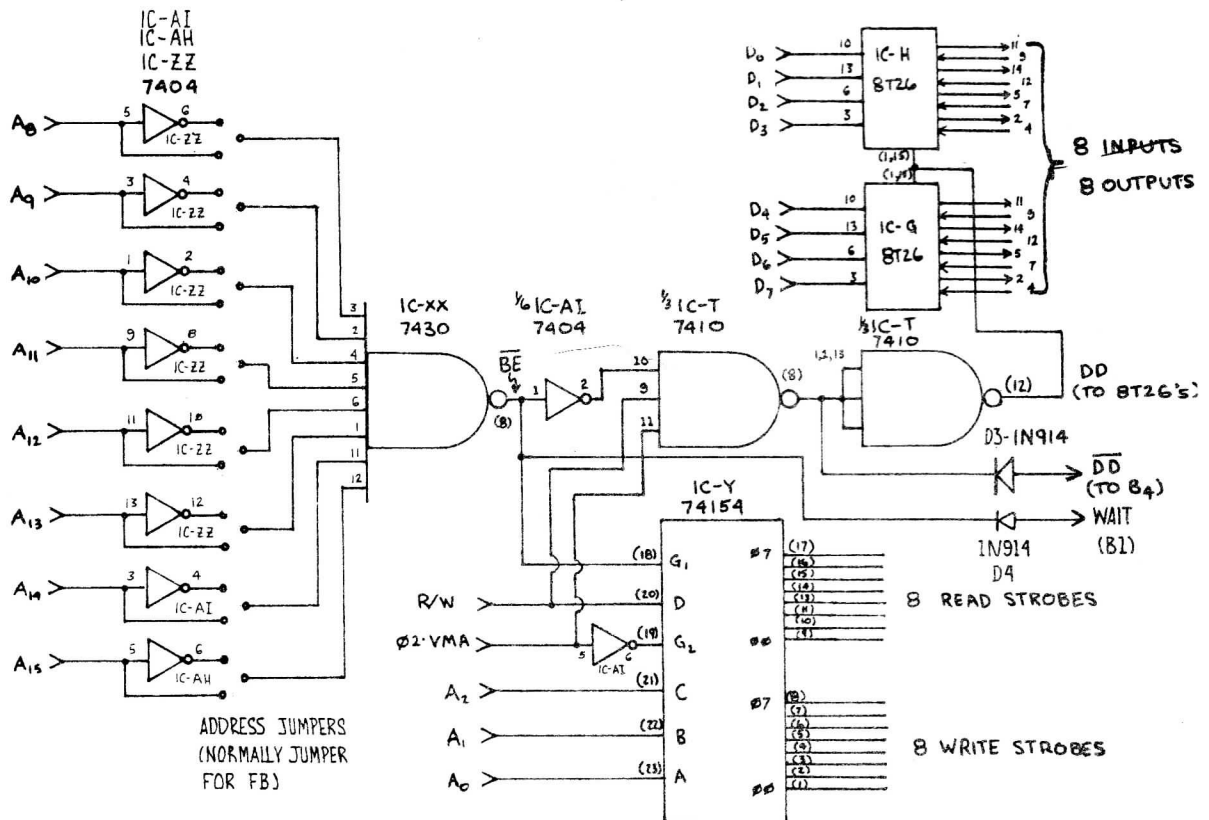 IC-AI
IC-AH
IC-ZZ
7404
A8
5
6
IC-ZZ
A9
3
4
IC-ZZ
A10
1
2
IC-ZZ
A11
9
8
IC-ZZ
A12
11
10
IC-ZZ
A13
13
12
IC-ZZ
A14
3
4
IC-AI
A15
5
6
IC-AH
ADDRESS JUMPERS
(NORMALLY JUMPER
FOR FB)
IC-XX
7430
3
2
4
5
6
1
11
12
(8)
BE
1/6 IC-AI
7404
1
2
1/3 IC-T
7410
10
9
11
(8)
1/3 IC-T
7410
1,2,13
(12)
DD
(TO 8T26's)
D3-1N914
DD
(TO B4)
WAIT
(B1)
1N914
D4
D0
10
D1
13
D2
6
D3
3
IC-H
8T26
11
9
14
12
5
7
2
4
(1,15)
(1,15)
D4
10
D5
13
D6
6
D7
3
IC-G
8T26
11
9
14
12
5
7
2
4
8 INPUTS
8 OUTPUTS
IC-Y
74154
(18) G1
R/W
(20) D
Ø2·VMA
5
6
IC-AI
(19) G2
A2
(21) C
A1
(22) B
A0
(23) A
Ø7
(17)
(16)
(15)
(14)
(13)
(11)
(10)
ØØ
(9)
8 READ STROBES
Ø7
(8)
(7)
(6)
(5)
(4)
(3)
(2)
ØØ
(1)
8 WRITE STROBES